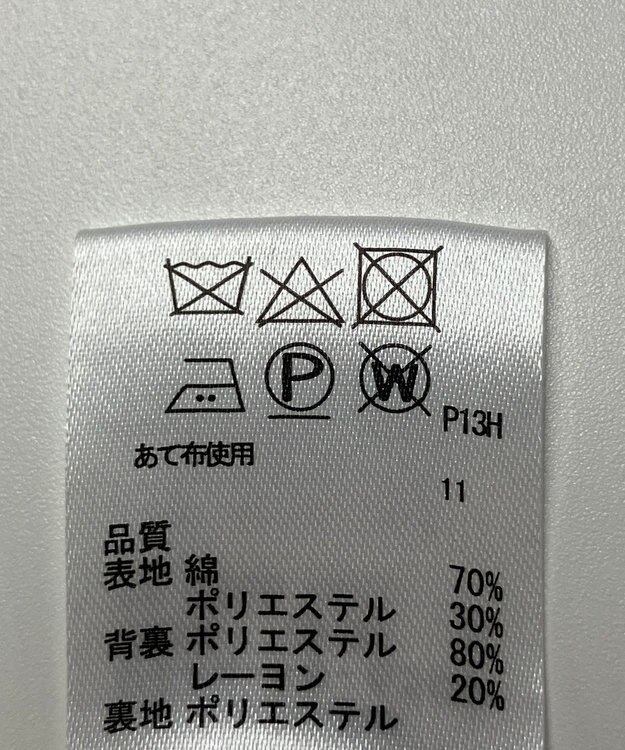 P W P13H
あて布使用
11
品質
表地 綿 70%
ポリエステル 30%
背裏 ポリエステル 80%
レーヨン 20%
裏地 ポリエステル